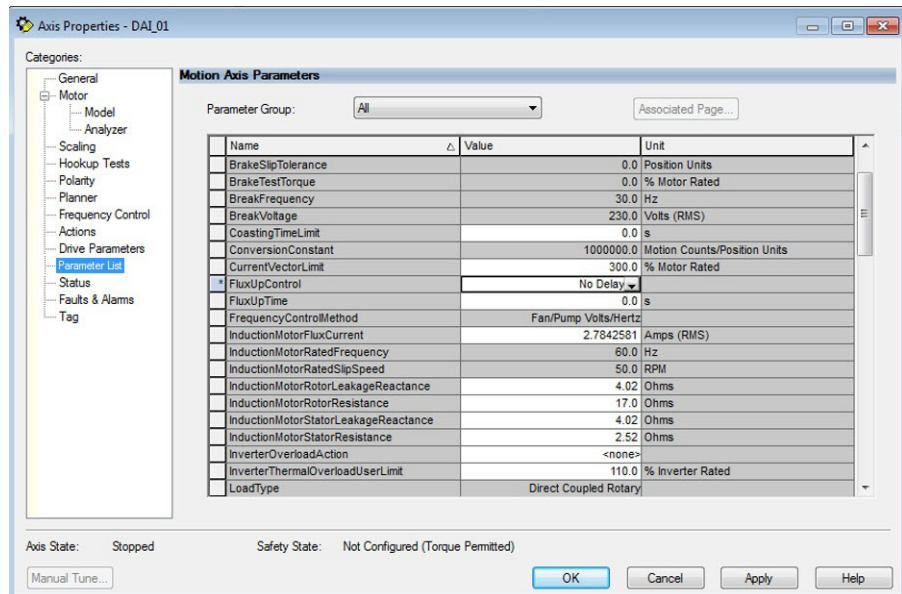 Axis Properties - DAI_01
Categories:
General
Motor
Model
Analyzer
Scaling
Hookup Tests
Polarity
Planner
Frequency Control
Actions
Drive Parameters
Parameter List
Status
Faults & Alarms
Tag
Motion Axis Parameters
Parameter Group: All Associated Page...
Name Value Unit
BrakeSlipTolerance 0.0 Position Units
BrakeTestTorque 0.0 % Motor Rated
BreakFrequency 30.0 Hz
BreakVoltage 230.0 Volts (RMS)
CoastingTimeLimit 0.0 s
ConversionConstant 1000000.0 Motion Counts/Position Units
CurrentVectorLimit 300.0 % Motor Rated
* FluxUpControl No Delay
FluxUpTime 0.0 s
FrequencyControlMethod Fan/Pump Volts/Hertz
InductionMotorFluxCurrent 2.7842581 Amps (RMS)
InductionMotorRatedFrequency 60.0 Hz
InductionMotorRatedSlipSpeed 50.0 RPM
InductionMotorRotorLeakageReactance 4.02 Ohms
InductionMotorRotorResistance 17.0 Ohms
InductionMotorStatorLeakageReactance 4.02 Ohms
InductionMotorStatorResistance 2.52 Ohms
InverterOverloadAction <none>
InverterThermalOverloadUserLimit 110.0 % Inverter Rated
LoadType Direct Coupled Rotary
Axis State: Stopped Safety State: Not Configured (Torque Permitted)
Manual Tune... OK Cancel Apply Help